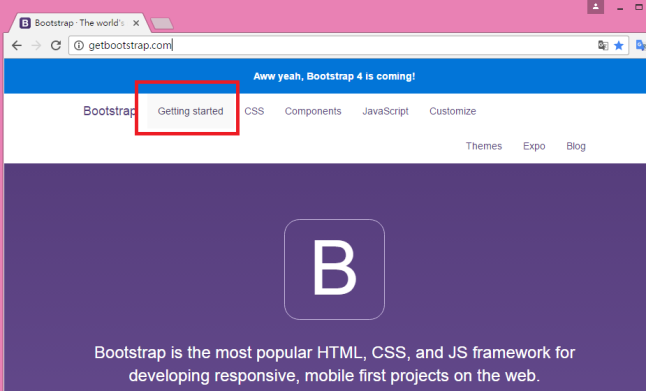 B Bootstrap · The world's
getbootstrap.com
Aww yeah, Bootstrap 4 is coming!
Bootstrap Getting started CSS Components JavaScript Customize
Themes Expo Blog
B
Bootstrap is the most popular HTML, CSS, and JS framework for
developing responsive, mobile first projects on the web.